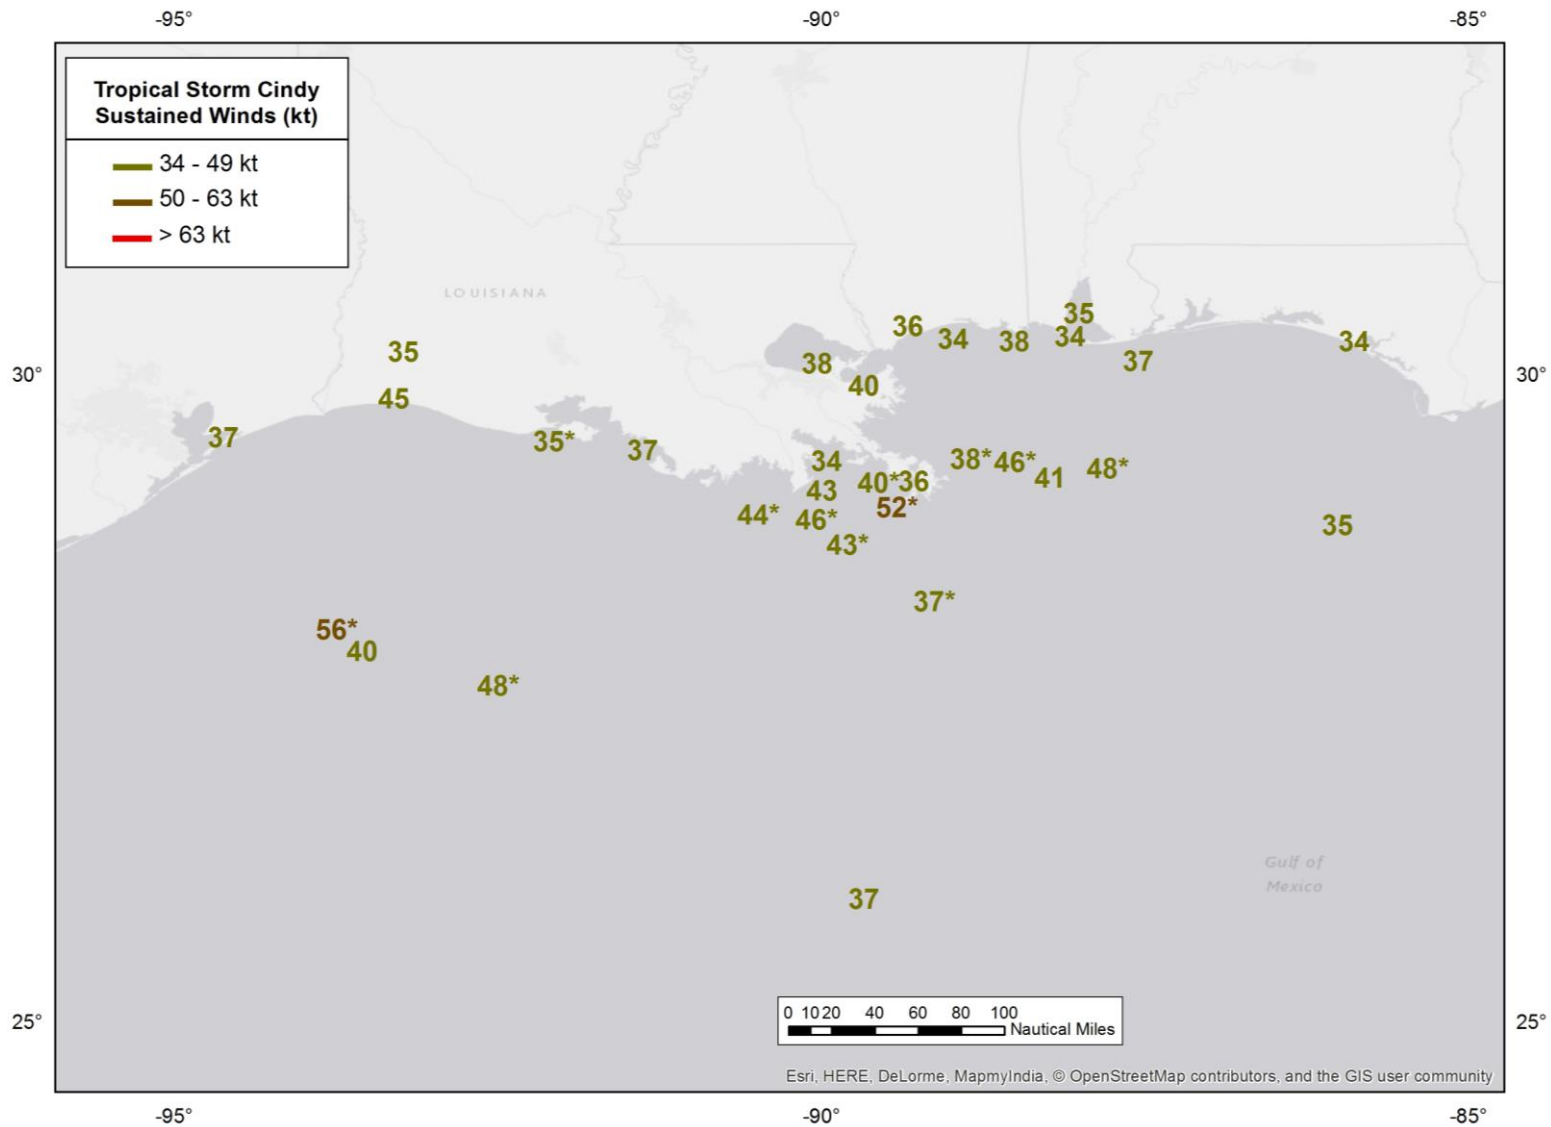 -95° -90° -85°
Tropical Storm Cindy
Sustained Winds (kt)
34 - 49 kt
50 - 63 kt
> 63 kt
LOUISIANA
35
36
34
38
34
34
35
38
37
30° 30°
40
45
37
35*
37
34
38*
46*
48*
41
40*
36
43
52*
44*
46*
35
43*
37*
56*
40
48*
Gulf of
Mexico
37
0 10 20 40 60 80 100
Nautical Miles
25° 25°
Esri, HERE, DeLorme, MapmyIndia, © OpenStreetMap contributors, and the GIS user community
-95° -90° -85°